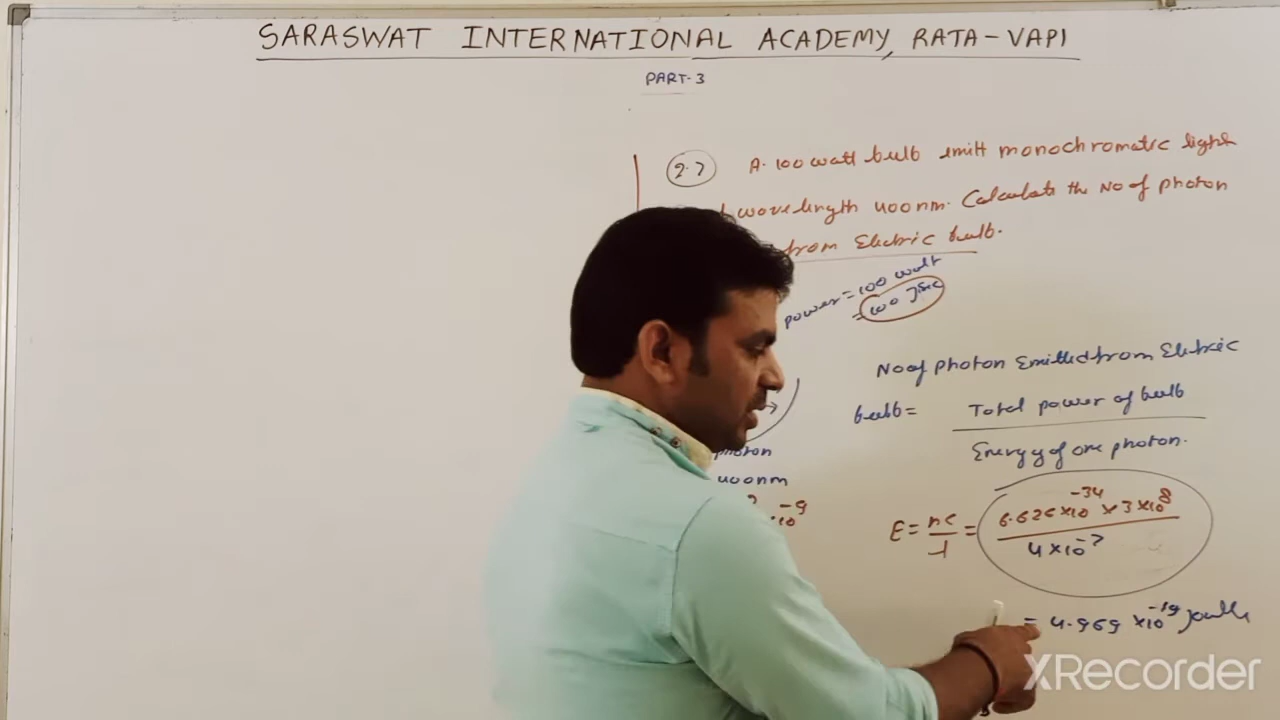 SARASWAT INTERNATIONAL ACADEMY, RATA-VAPI
PART-3
2.7 A 100 watt bulb emitt monochromatic light
wavelength 400nm. Calculate the No of photon
from Electric bulb.
power = 100 watt
= 100 J/sec
No of photon Emitted from Eletric
bulb = Total power of bulb
Energy of one photon.
photon
400nm
10⁻⁹
E = hc/λ = 6.626×10⁻³⁴ × 3×10⁸
4×10⁻⁷
= 4.969 ×10⁻¹⁹ joule
XRecorder